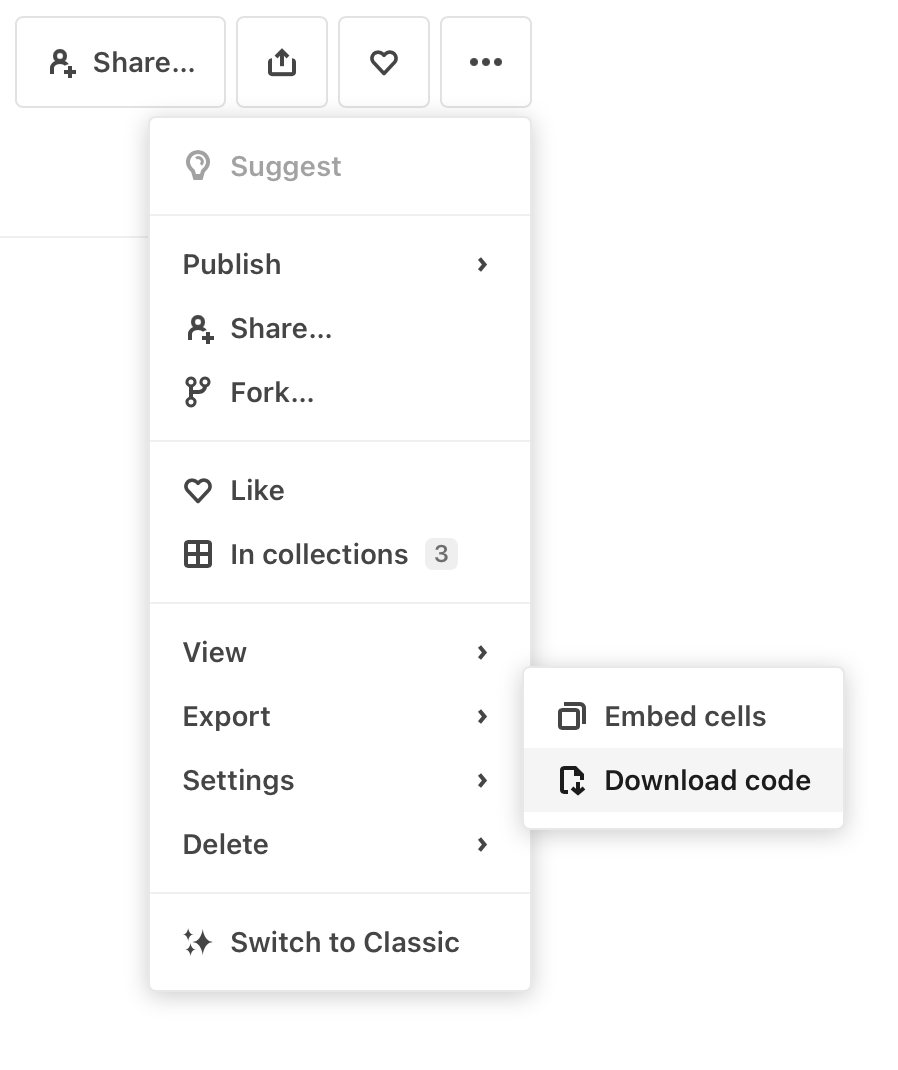 Share...
Suggest
Publish
Share...
Fork...
Like
In collections 3
View
Export
Embed cells
Settings
Download code
Delete
Switch to Classic